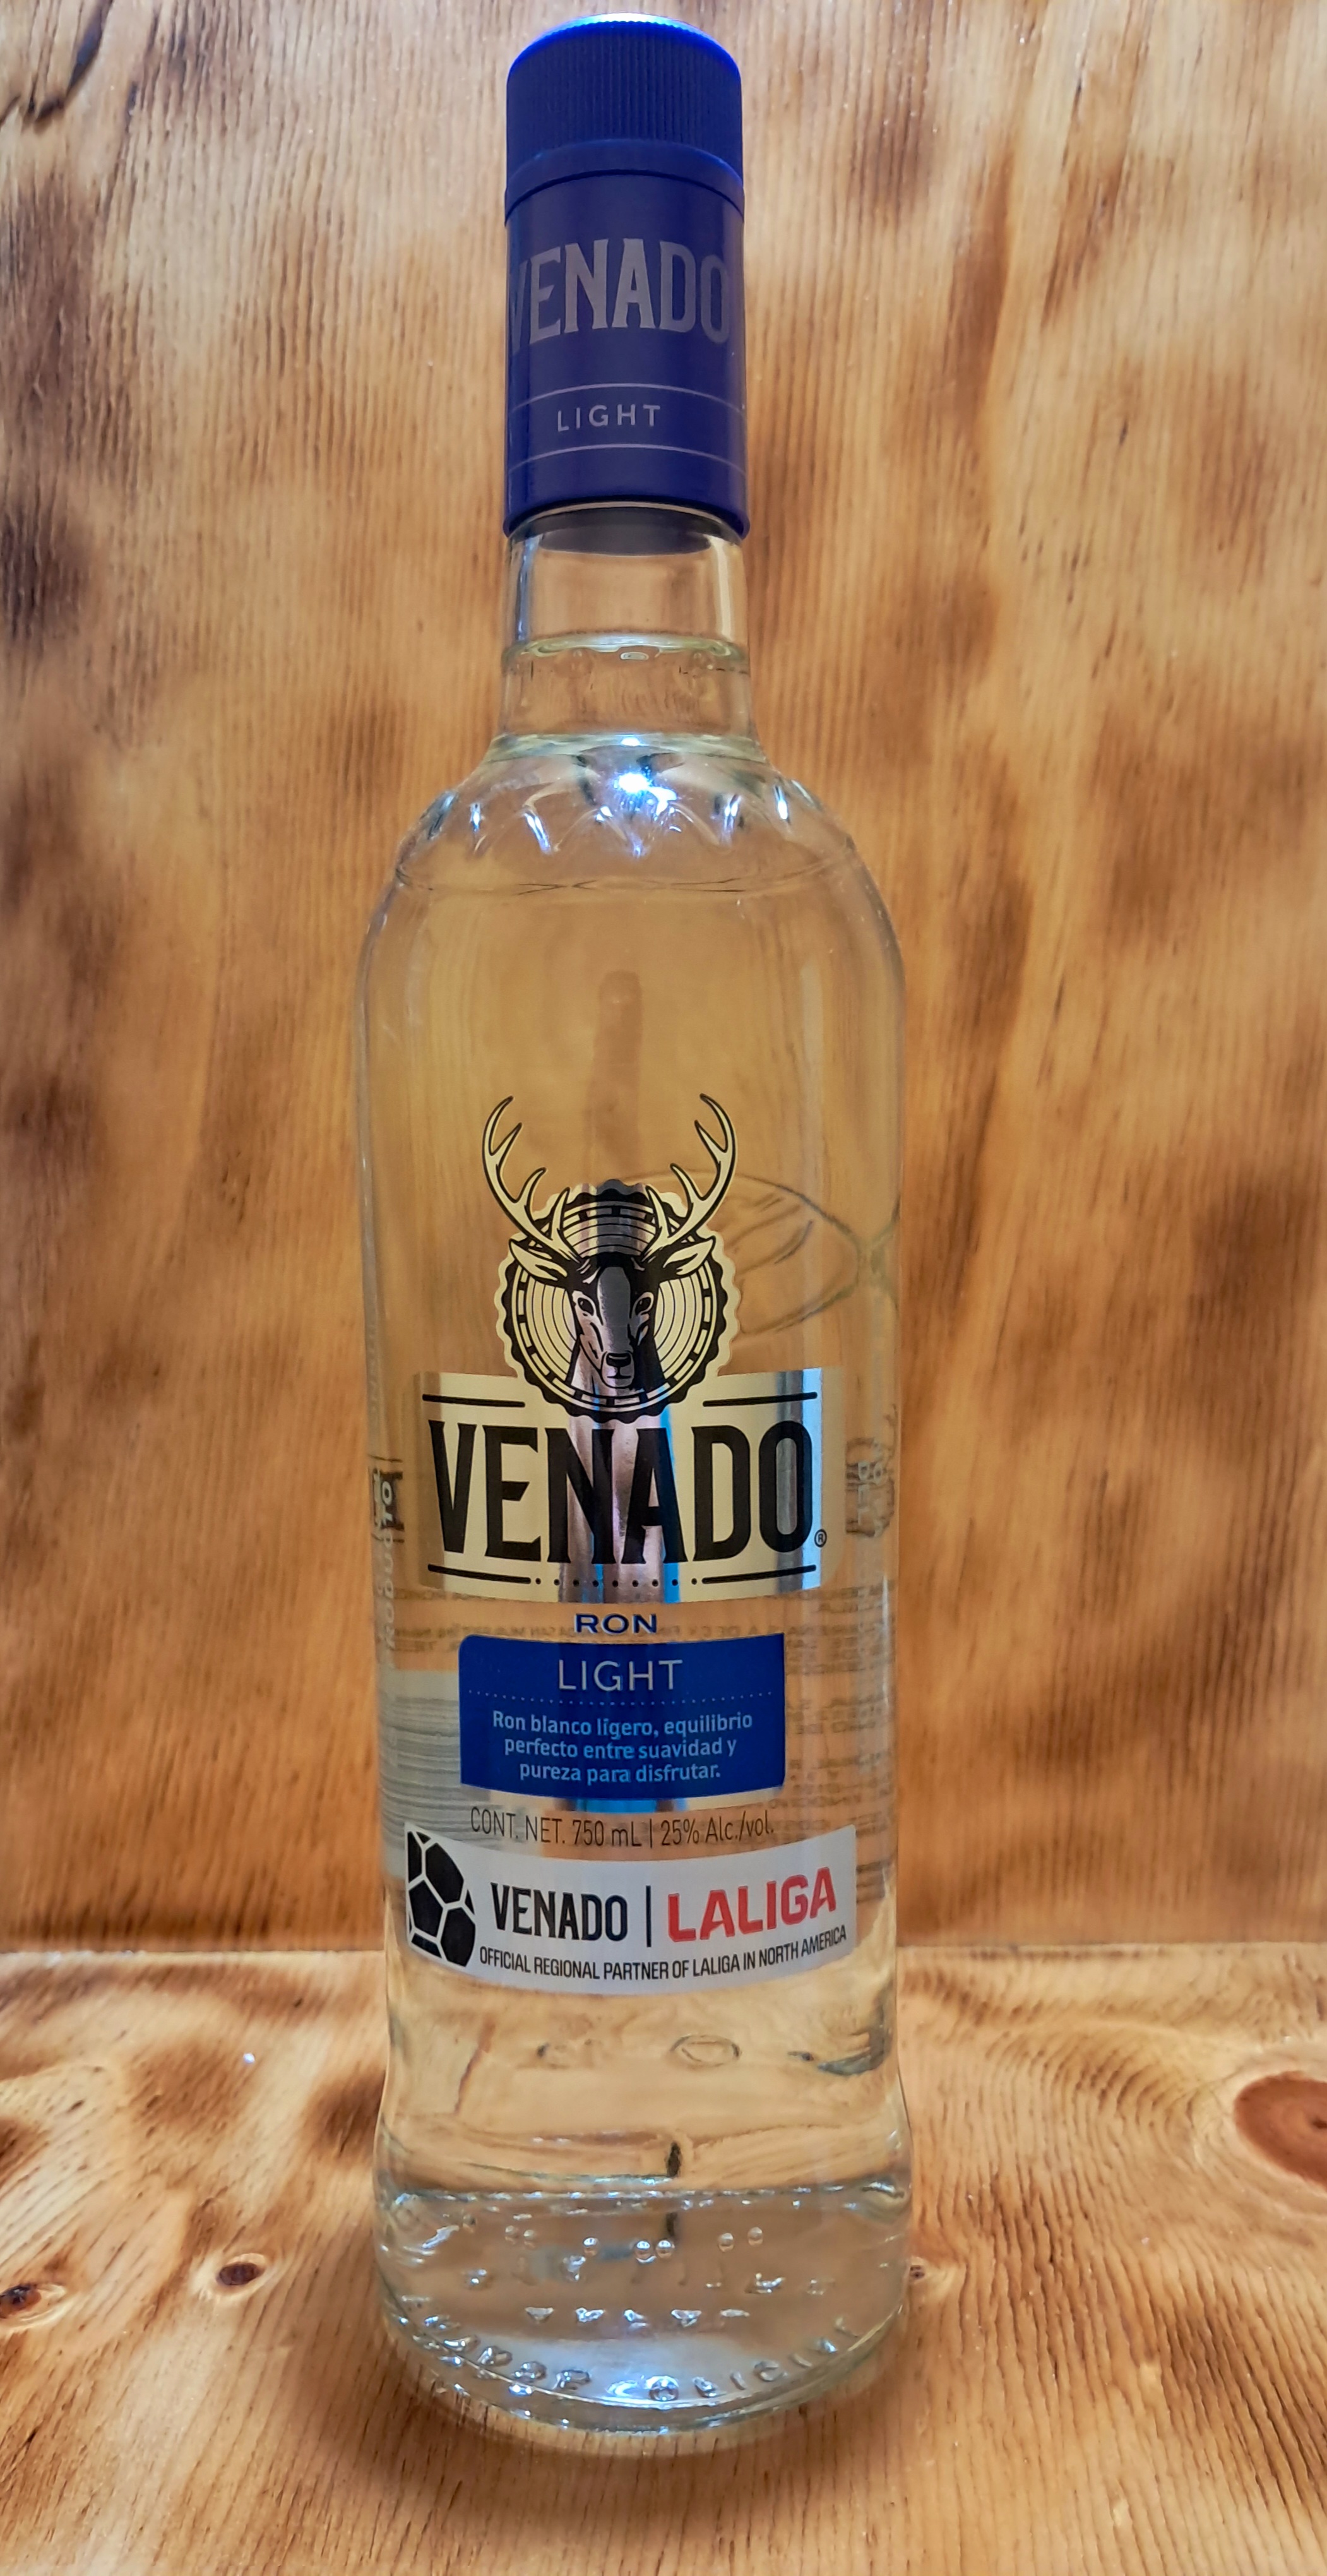 VENADO
LIGHT
VENADO®
RON
LIGHT
Ron blanco ligero, equilibrio
perfecto entre suavidad y
pureza para disfrutar.
CONT. NET. 750 mL | 25% Alc./vol.
VENADO | LALIGA
OFFICIAL REGIONAL PARTNER OF LALIGA IN NORTH AMERICA